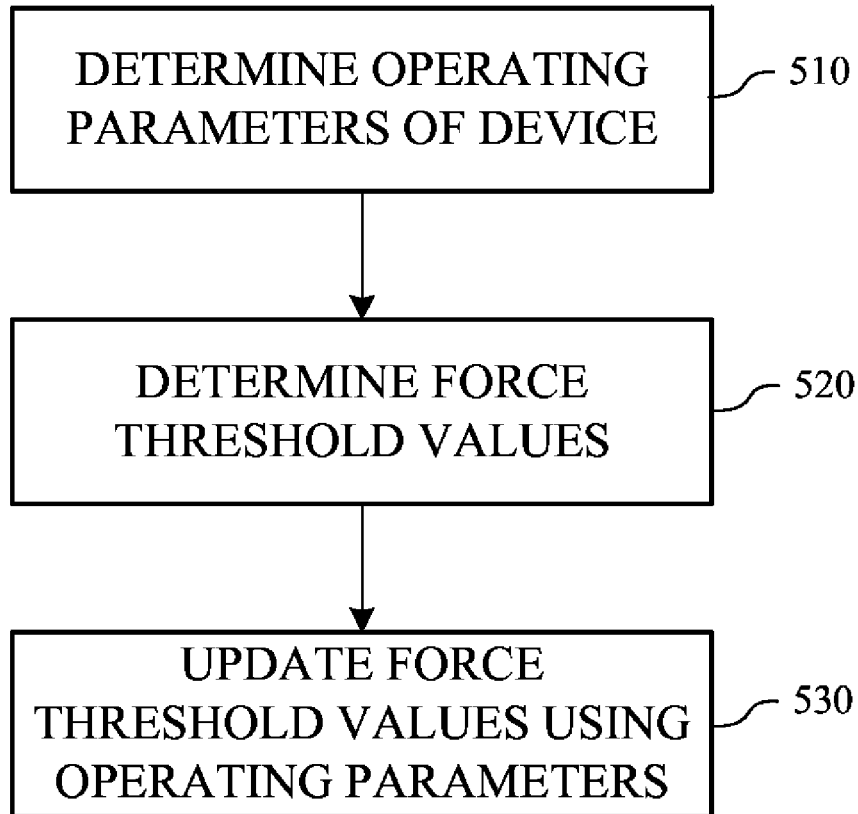 DETERMINE OPERATING
PARAMETERS OF DEVICE
510
DETERMINE FORCE
THRESHOLD VALUES
520
UPDATE FORCE
THRESHOLD VALUES USING
OPERATING PARAMETERS
530